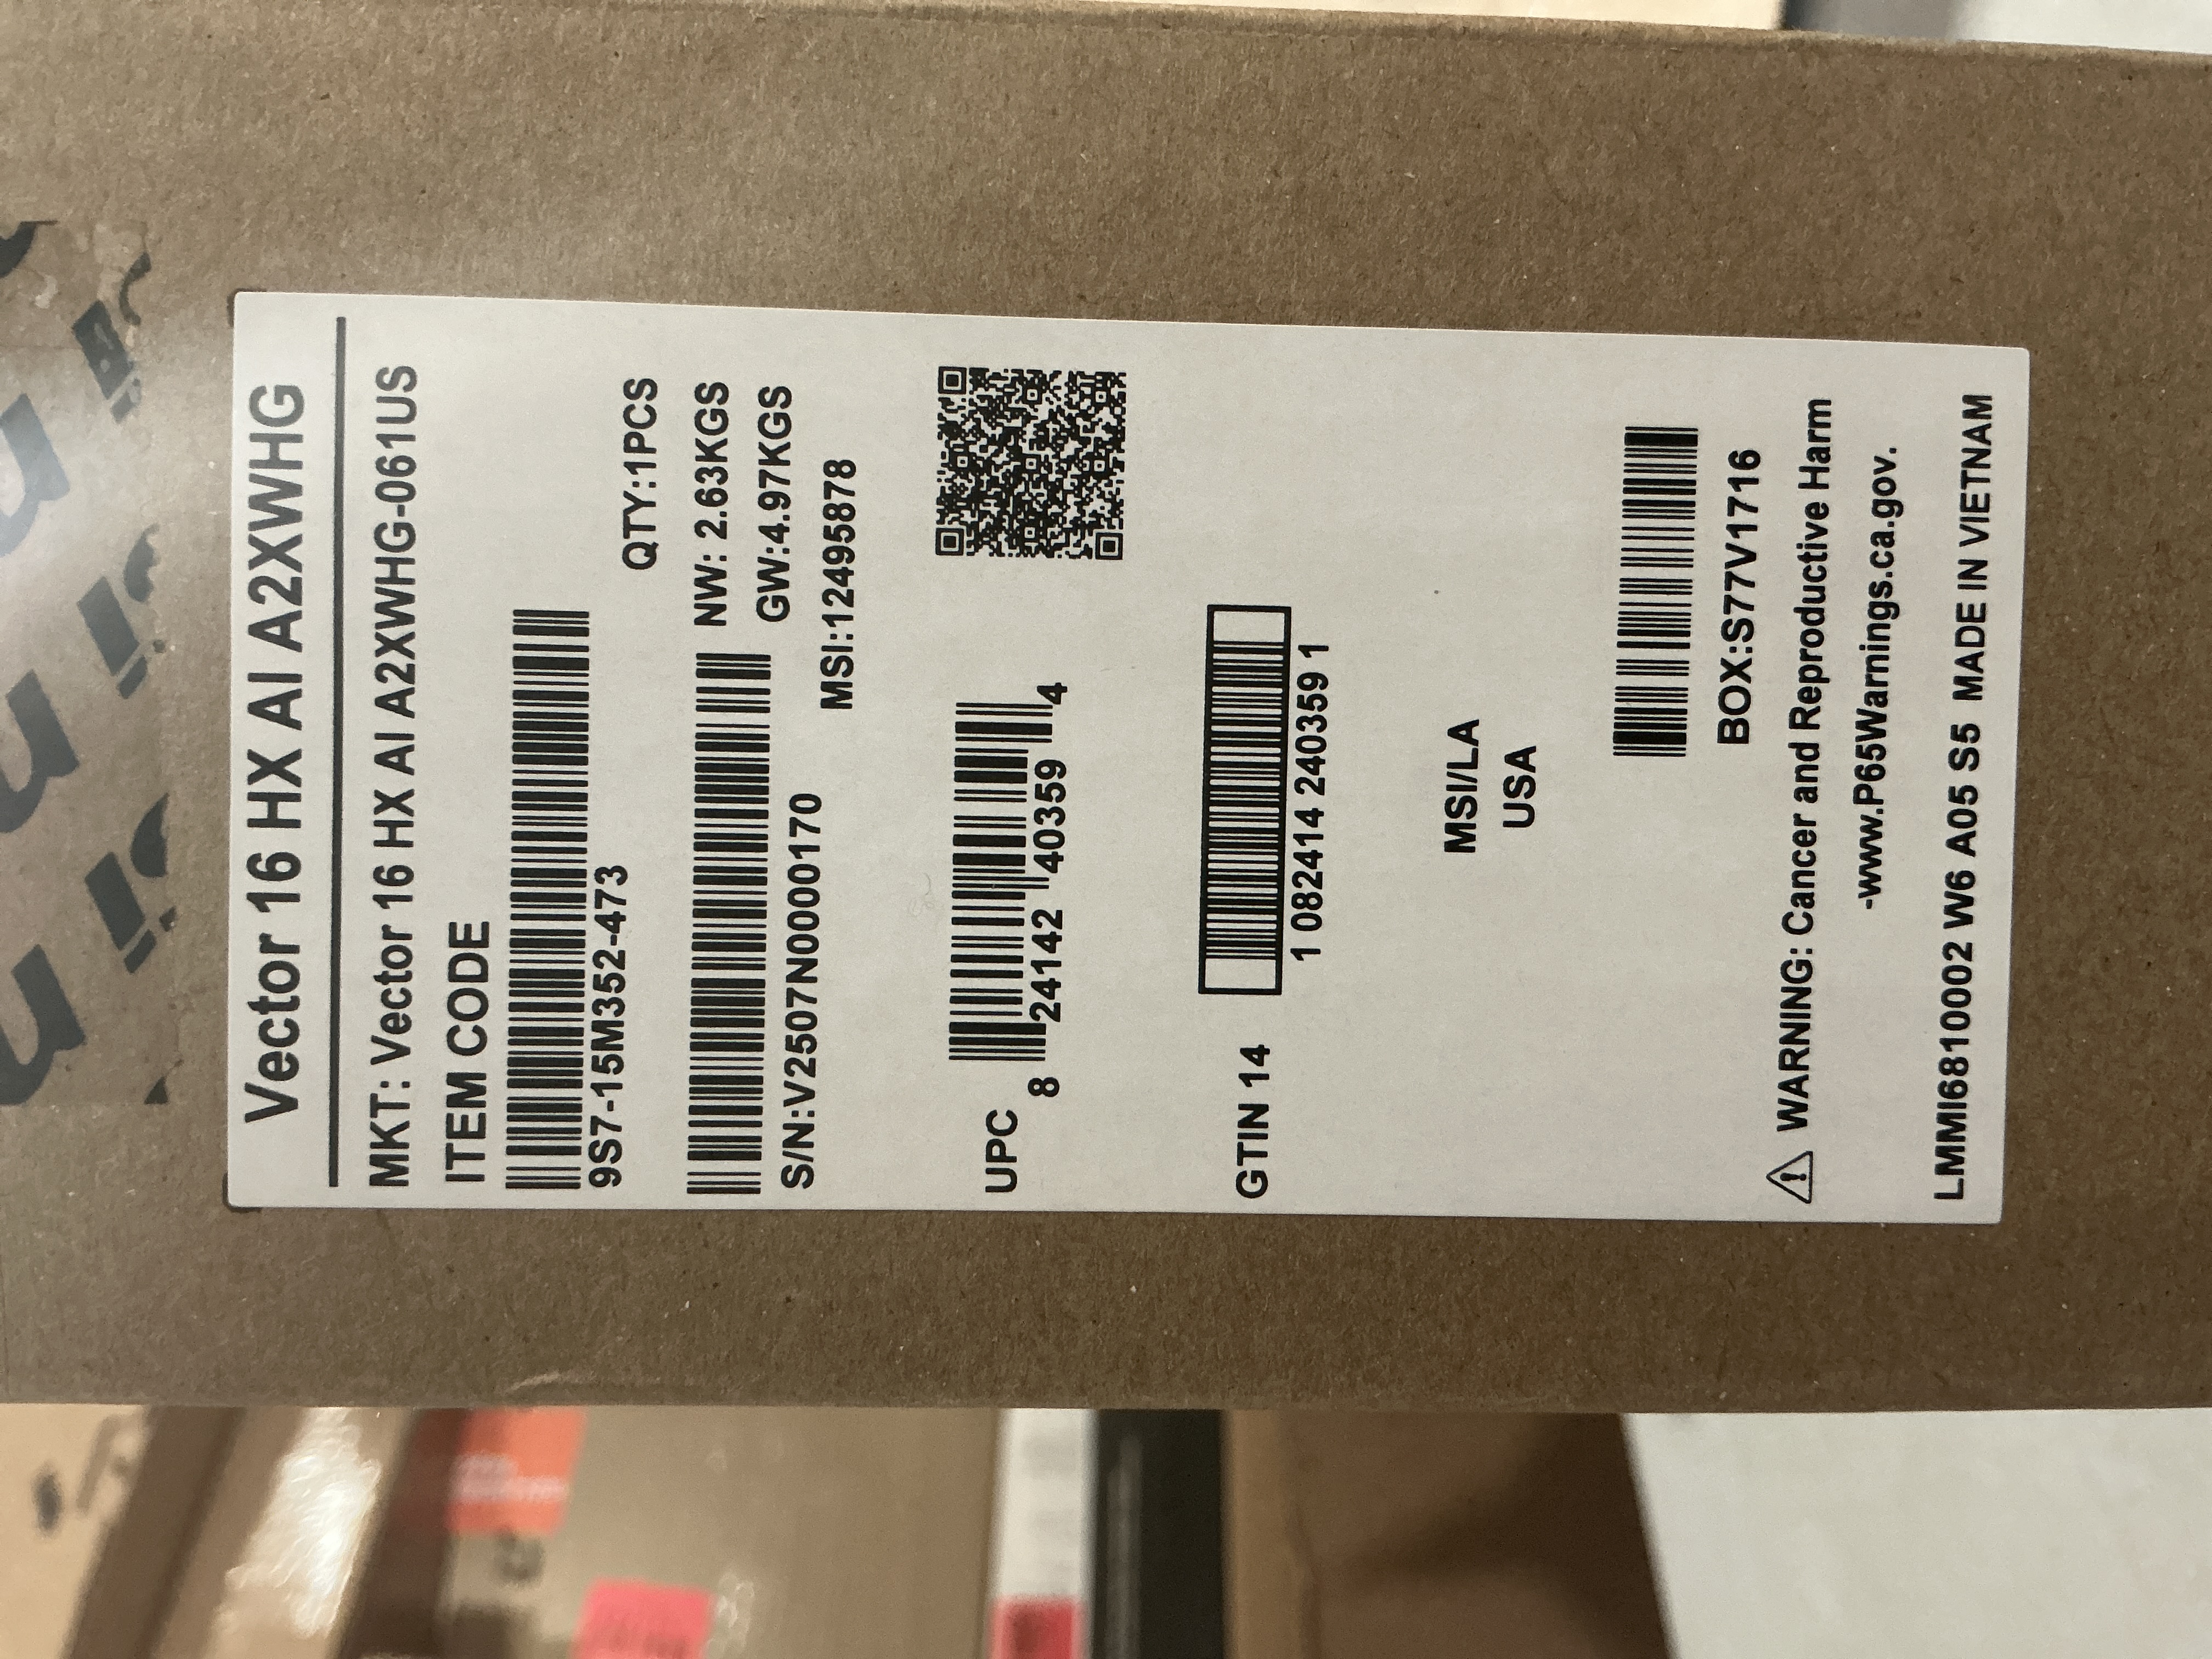 Vector 16 HX AI A2XWHG
MKT: Vector 16 HX AI A2XWHG-061US
ITEM CODE
9S7-15M352-473
QTY:1PCS
NW: 2.63KGS
GW:4.97KGS
S/N:V2507N0000170
MSI:12495878
UPC
8 24142 40359 4
GTIN 14
1 082414 240359 1
MSI/LA
USA
BOX:S77V1716
⚠ WARNING: Cancer and Reproductive Harm
-www.P65Warnings.ca.gov.
LMMI6810002 W6 A05 S5 MADE IN VIETNAM